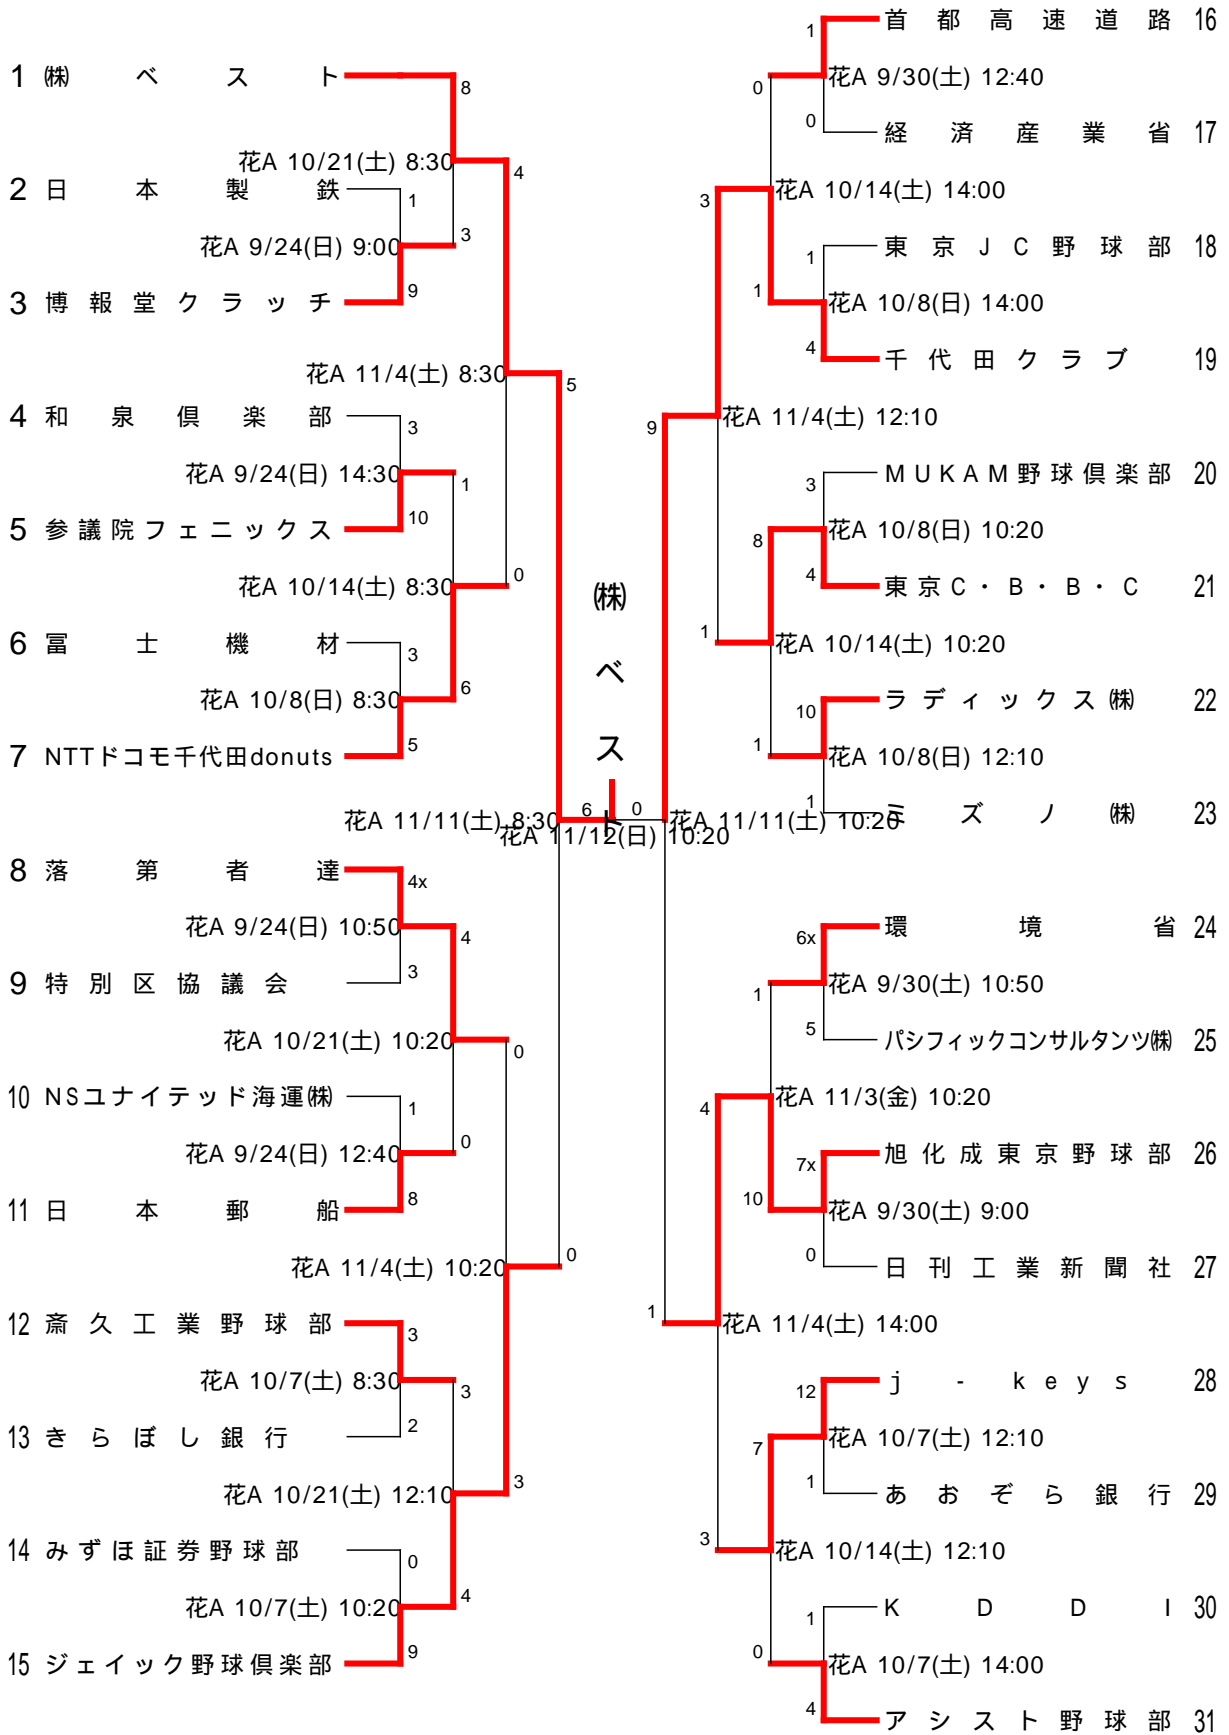 1 ㈱ベスト
8
花A 10/21(土) 8:30
4
2 日本製鉄
1
花A 9/24(日) 9:00
3
3 博報堂クラッチ
9
花A 11/4(土) 8:30
5
4 和泉倶楽部
3
花A 9/24(日) 14:30
1
5 参議院フェニックス
10
花A 10/14(土) 8:30
0
6 冨士機材
3
花A 10/8(日) 8:30
6
7 NTTドコモ千代田donuts
5
花A 11/11(土) 8:30
6
8 落第者達
4x
花A 9/24(日) 10:50
4
9 特別区協議会
3
花A 10/21(土) 10:20
0
10 NSユナイテッド海運㈱
1
花A 9/24(日) 12:40
0
11 日本郵船
8
花A 11/4(土) 10:20
0
12 斎久工業野球部
3
花A 10/7(土) 8:30
3
13 きらぼし銀行
2
花A 10/21(土) 12:10
3
14 みずほ証券野球部
0
花A 10/7(土) 10:20
4
15 ジェイック野球倶楽部
9
㈱ベスト
花A 11/12(日) 10:20
1
首都高速道路 16
0
花A 9/30(土) 12:40
0
経済産業省 17
3
花A 10/14(土) 14:00
1
東京JC野球部 18
1
花A 10/8(日) 14:00
4
千代田クラブ 19
9
花A 11/4(土) 12:10
3
MUKAM野球倶楽部 20
8
花A 10/8(日) 10:20
4
東京C・B・B・C 21
1
花A 10/14(土) 10:20
10
ラディックス㈱ 22
1
花A 10/8(日) 12:10
1
ミズノ㈱ 23
0
花A 11/11(土) 10:20
6x
環境省 24
1
花A 9/30(土) 10:50
5
パシフィックコンサルタンツ㈱ 25
4
花A 11/3(金) 10:20
7x
旭化成東京野球部 26
10
花A 9/30(土) 9:00
0
日刊工業新聞社 27
1
花A 11/4(土) 14:00
12
j-keys 28
7
花A 10/7(土) 12:10
1
あおぞら銀行 29
3
花A 10/14(土) 12:10
1
KDDI 30
0
花A 10/7(土) 14:00
4
アシスト野球部 31